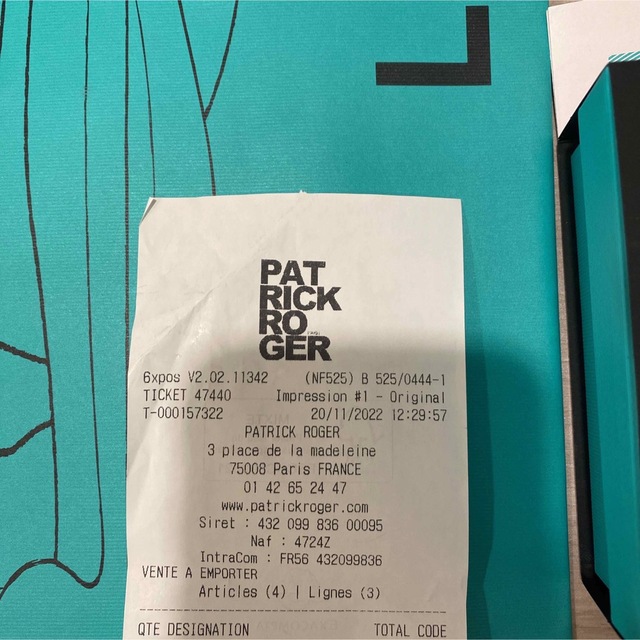 PAT
RICK
RO
GER
6xpos V2.02.11342 (NF525) B 525/0444-1
TICKET 47440 Impression #1 - Original
T-000157322 20/11/2022 12:29:57
PATRICK ROGER
3 place de la madeleine
75008 Paris FRANCE
01 42 65 24 47
www.patrickroger.com
Siret : 432 099 836 00095
Naf : 4724Z
IntraCom : FR56 432099836
VENTE A EMPORTER
Articles (4) | Lignes (3)
QTE DESIGNATION TOTAL CODE